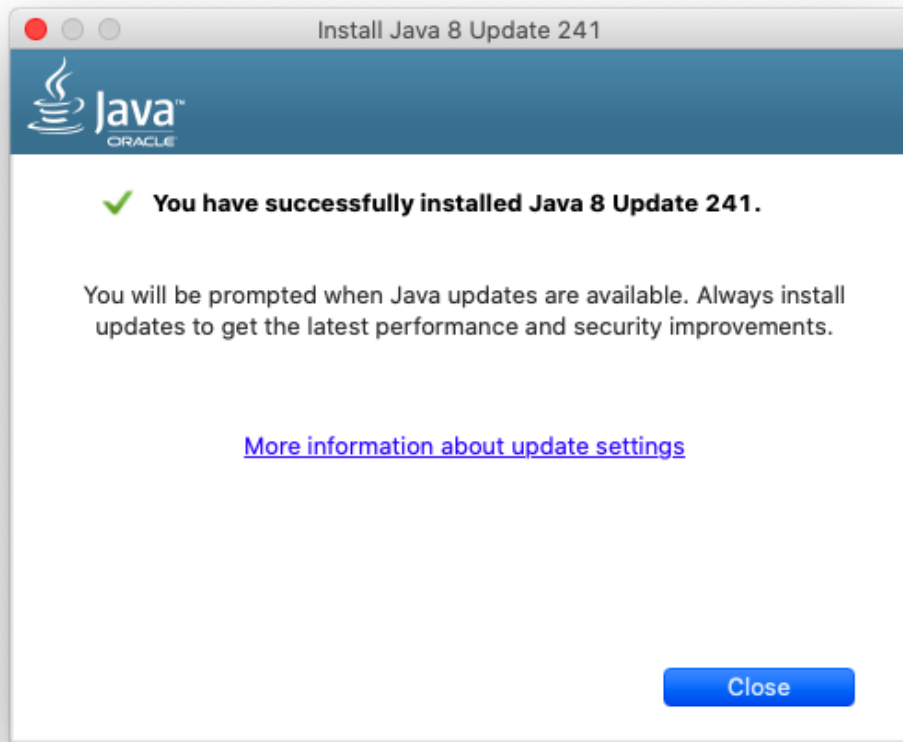 Install Java 8 Update 241
Java™
ORACLE
You have successfully installed Java 8 Update 241.
You will be prompted when Java updates are available. Always install
updates to get the latest performance and security improvements.
More information about update settings
Close